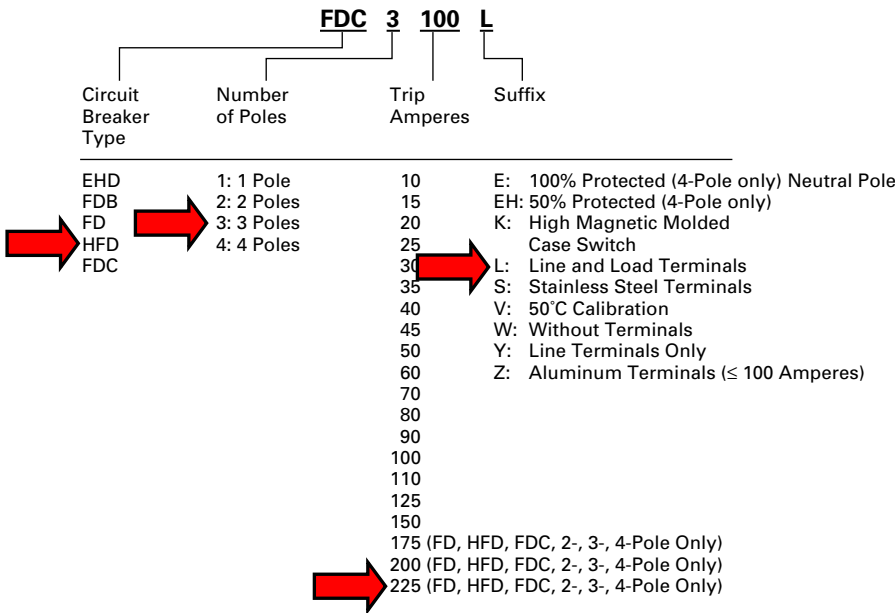 FDC 3 100 L
Circuit Breaker Type
Number of Poles
Trip Amperes
Suffix
EHD
FDB
FD
HFD
FDC
1: 1 Pole
2: 2 Poles
3: 3 Poles
4: 4 Poles
10
15
20
25
30
35
40
45
50
60
70
80
90
100
110
125
150
175 (FD, HFD, FDC, 2-, 3-, 4-Pole Only)
200 (FD, HFD, FDC, 2-, 3-, 4-Pole Only)
225 (FD, HFD, FDC, 2-, 3-, 4-Pole Only)
E: 100% Protected (4-Pole only) Neutral Pole
EH: 50% Protected (4-Pole only)
K: High Magnetic Molded
Case Switch
L: Line and Load Terminals
S: Stainless Steel Terminals
V: 50°C Calibration
W: Without Terminals
Y: Line Terminals Only
Z: Aluminum Terminals (≤ 100 Amperes)